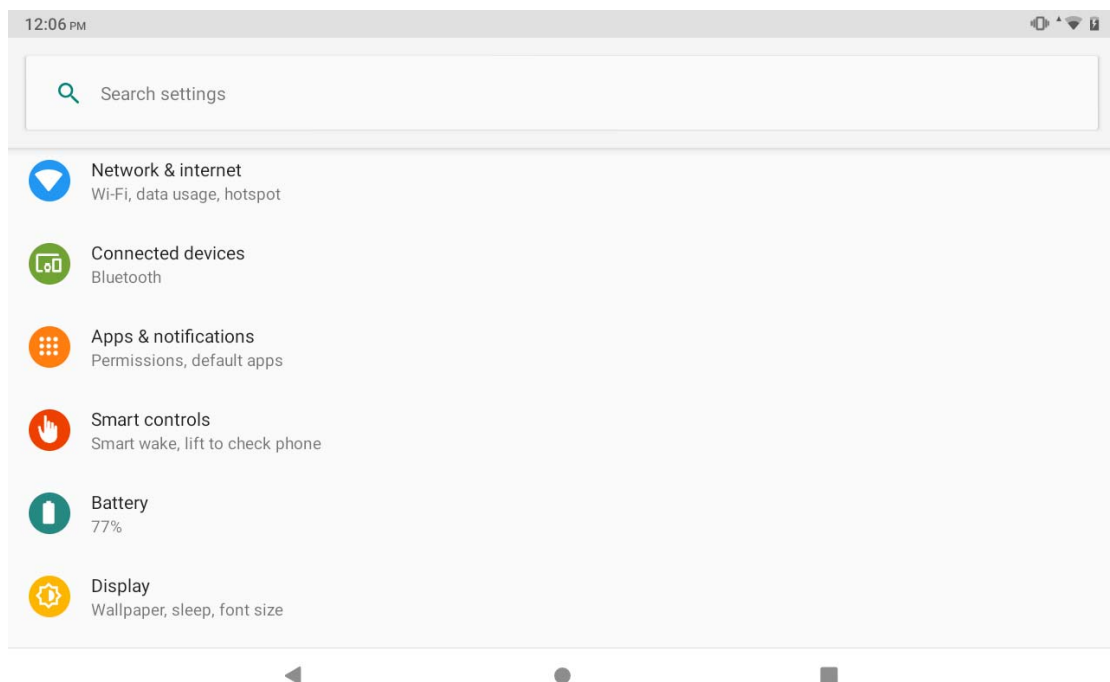 12:06 PM
Search settings
Network & internet
Wi-Fi, data usage, hotspot
Connected devices
Bluetooth
Apps & notifications
Permissions, default apps
Smart controls
Smart wake, lift to check phone
Battery
77%
Display
Wallpaper, sleep, font size